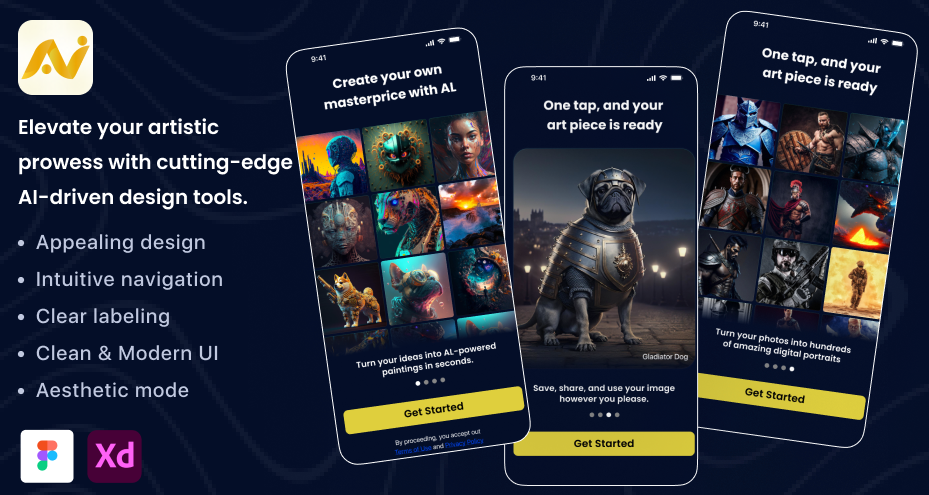 Ai
Elevate your artistic
prowess with cutting-edge
AI-driven design tools.
• Appealing design
• Intuitive navigation
• Clear labeling
• Clean & Modern UI
• Aesthetic mode
Xd
9:41
Create your own
masterprice with AL
Turn your ideas into AL-powered
paintings in seconds.
Get Started
By proceeding, you accept out
Terms of Use and Privacy Policy
9:41
One tap, and your
art piece is ready
Gladiator Dog
Save, share, and use your image
however you please.
Get Started
9:41
One tap, and your
art piece is ready
Turn your photos into hundreds
of amazing digital portraits
Get Started